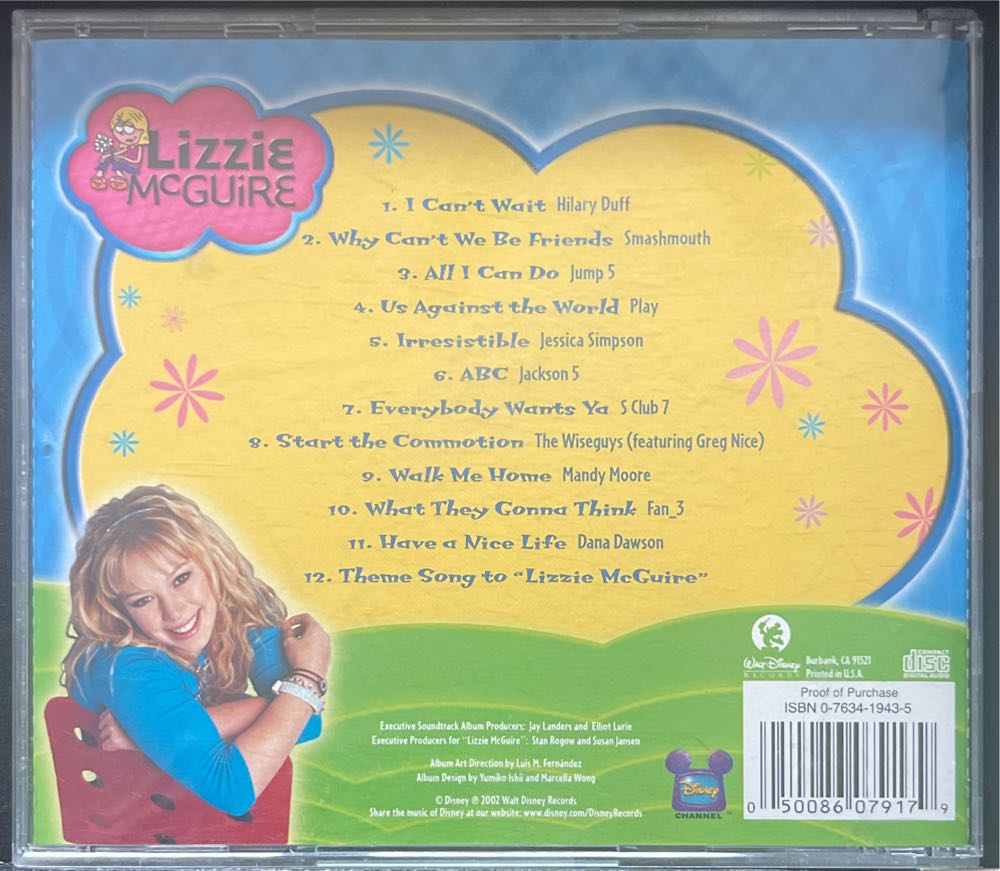 Lizzie
McGuire
1. I Can't Wait Hilary Duff
2. Why Can't We Be Friends Smashmouth
3. All I Can Do Jump 5
4. Us Against the World Play
5. Irresistible Jessica Simpson
6. ABC Jackson 5
7. Everybody Wants Ya S Club 7
8. Start the Commotion The Wiseguys (featuring Greg Nice)
9. Walk Me Home Mandy Moore
10. What They Gonna Think Fan_3
11. Have a Nice Life Dana Dawson
12. Theme Song to "Lizzie McGuire"
Executive Soundtrack Album Producers: Jay Landers and Elliot Lurie
Executive Producers for "Lizzie McGuire": Stan Rogow and Susan Jansen
Album Art Direction by Luis M. Fernández
Album Design by Yumiko Ishii and Marcella Wong
© Disney ℗ 2002 Walt Disney Records
Share the music of Disney at our website: www.disney.com/DisneyRecords
Disney
CHANNEL™
Walt Disney
RECORDS
Burbank, CA 91521
Printed in U.S.A.
COMPACT
disc
DIGITAL AUDIO
Proof of Purchase
ISBN 0-7634-1943-5
0 50086 07917 9